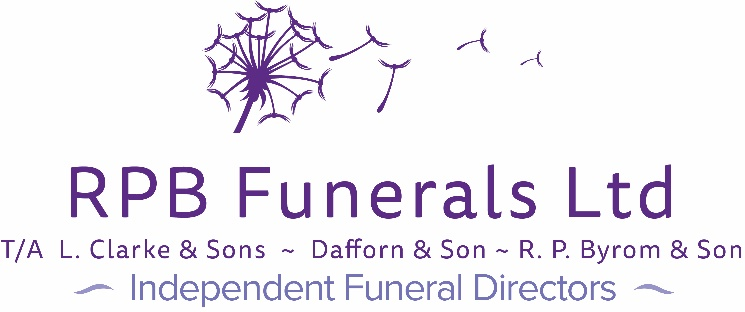 RPB Funerals Ltd
T/A L. Clarke & Sons ~ Dafforn & Son ~ R. P. Byrom & Son
~ Independent Funeral Directors ~